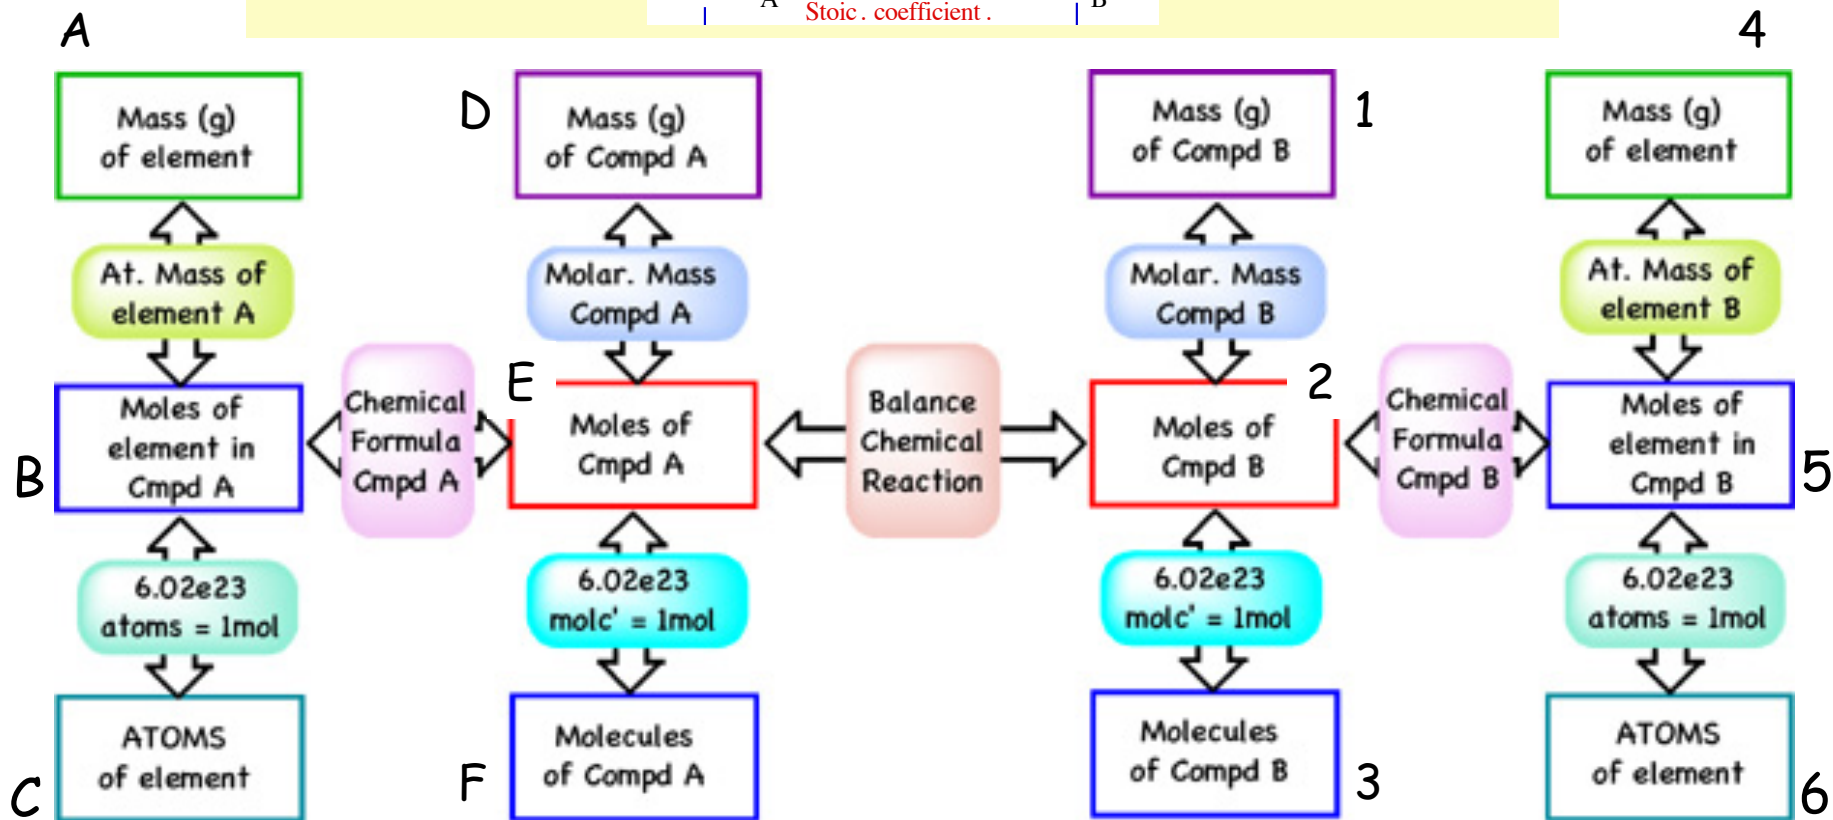 A B
Stoic . coefficient .
A
4
Mass (g)
of element
D
Mass (g)
of Compd A
Mass (g)
of Compd B
1
Mass (g)
of element
At. Mass of
element A
Molar. Mass
Compd A
Molar. Mass
Compd B
At. Mass of
element B
B
Moles of
element in
Cmpd A
Chemical
Formula
Cmpd A
E
Moles of
Cmpd A
Balance
Chemical
Reaction
Moles of
Cmpd B
2
Chemical
Formula
Cmpd B
Moles of
element in
Cmpd B
5
6.02e23
atoms = 1mol
6.02e23
molc' = 1mol
6.02e23
molc' = 1mol
6.02e23
atoms = 1mol
C
ATOMS
of element
F
Molecules
of Compd A
Molecules
of Compd B
3
ATOMS
of element
6